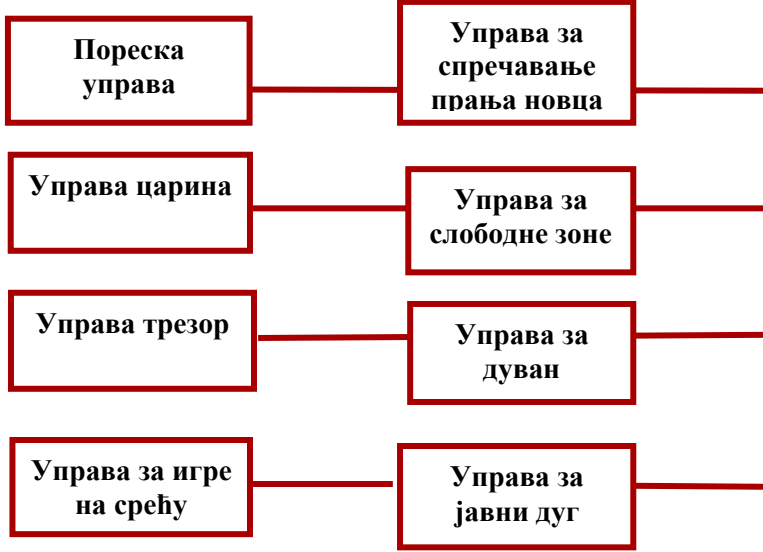 Пореска
управа
Управа за
спречавање
прања новца
Управа царина
Управа за
слободне зоне
Управа трезор
Управа за
дуван
Управа за игре
на срећу
Управа за
јавни дуг